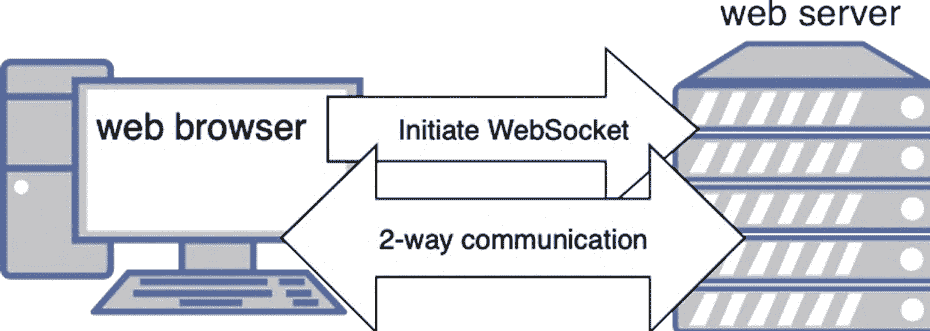 web server
web browser
Initiate WebSocket
2-way communication